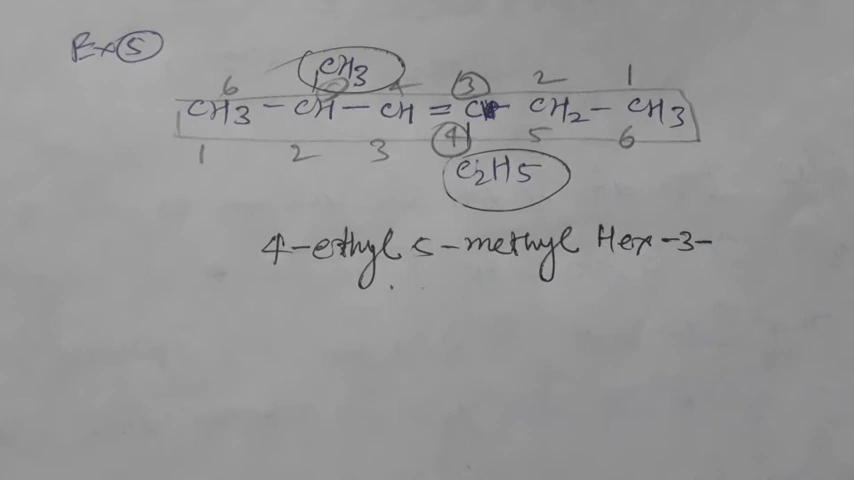 Ex 5
CH3
6 4 3 2 1
CH3 - CH - CH = C - CH2 - CH3
1 2 3 4 5 6
C2H5
4-ethyl 5-methyl Hex-3-